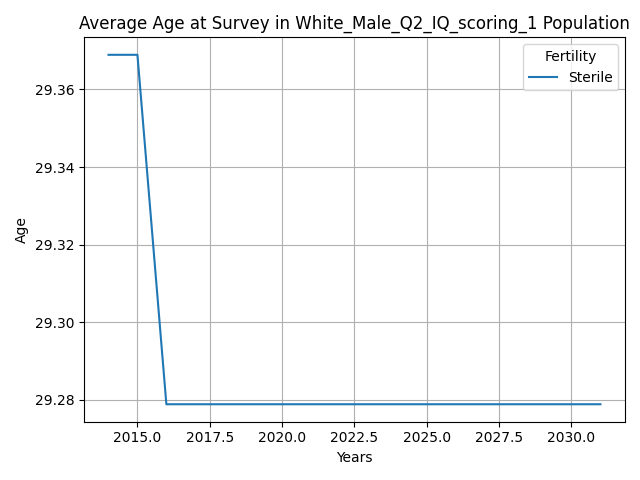 Average Age at Survey in White_Male_Q2_IQ_scoring_1 Population
Fertility
Sterile
29.36
29.34
29.32
29.30
29.28
Age
2015.0 2017.5 2020.0 2022.5 2025.0 2027.5 2030.0
Years